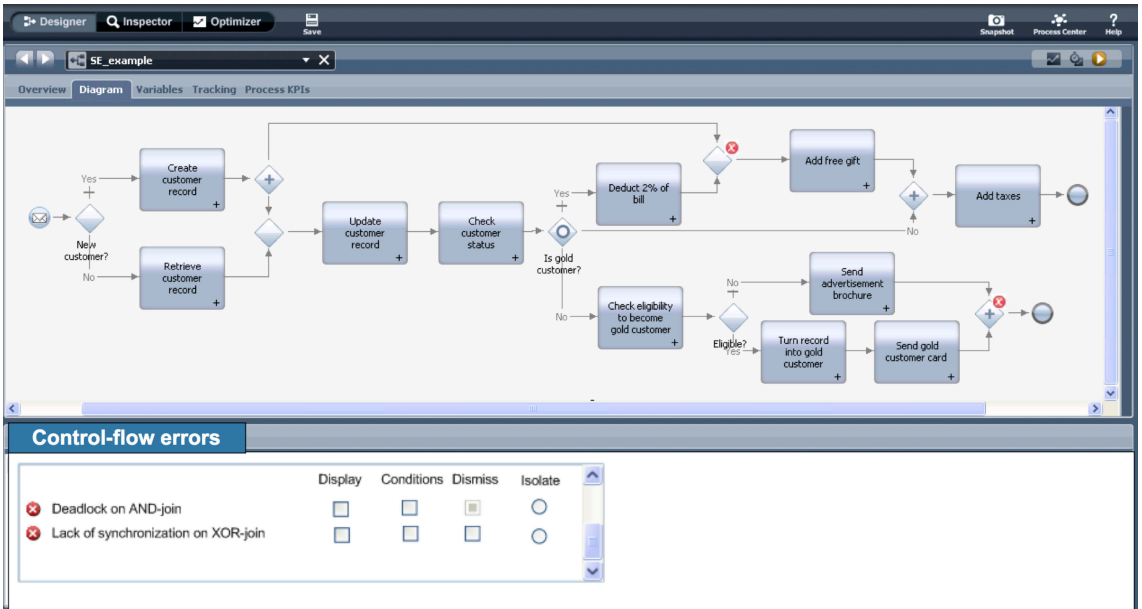 Designer
Inspector
Optimizer
Save
Snapshot
Process Center
Help
SE_example
Overview
Diagram
Variables
Tracking
Process KPIs
Yes
Create
customer
record
New
customer?
No
Retrieve
customer
record
Update
customer
record
Check
customer
status
Yes
Is gold
customer?
No
Deduct 2% of
bill
Add free gift
No
Add taxes
Check eligibility
to become
gold customer
No
Eligible?
Yes
Send
advertisement
brochure
Turn record
into gold
customer
Send gold
customer card
Control-flow errors
Display
Conditions
Dismiss
Isolate
Deadlock on AND-join
Lack of synchronization on XOR-join